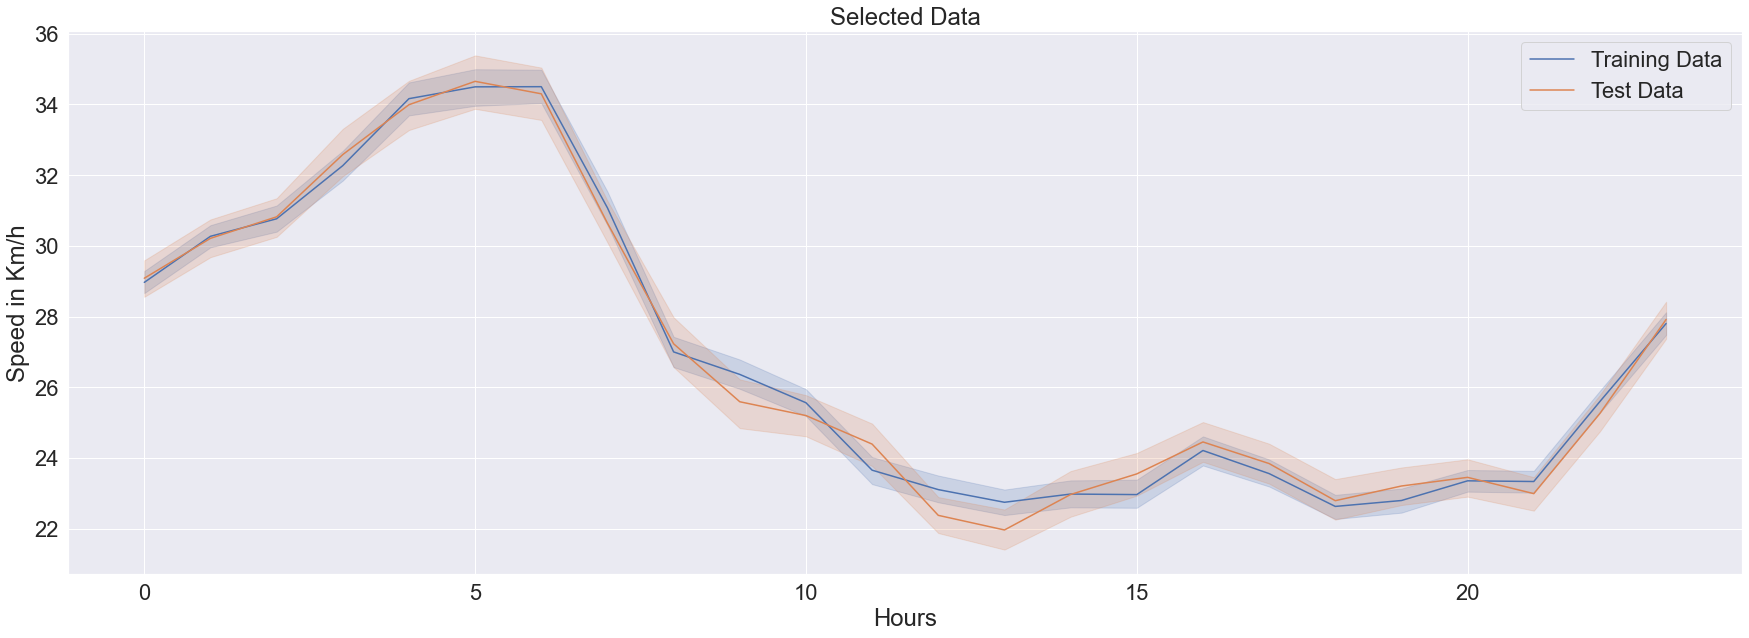 Selected Data
Training Data
Test Data
Speed in Km/h
36
34
32
30
28
26
24
22
0 5 10 15 20
Hours